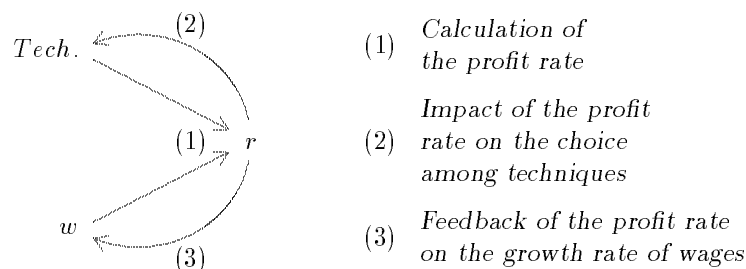 (2)
Tech.
(1)
r
w
(3)
(1) Calculation of
the profit rate
Impact of the profit
(2) rate on the choice
among techniques
(3) Feedback of the profit rate
on the growth rate of wages